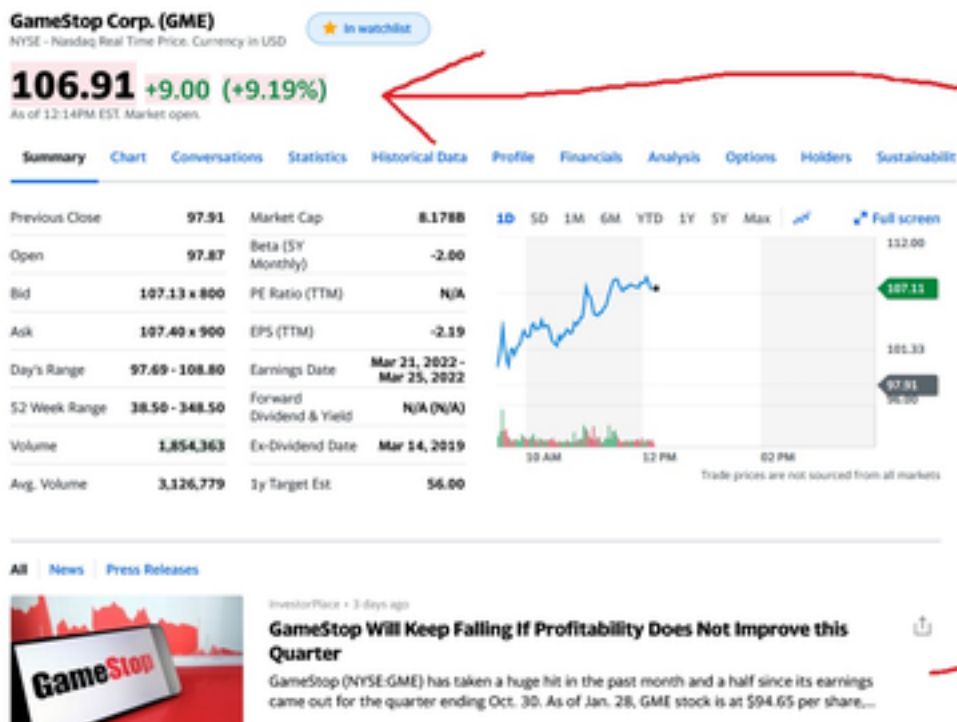 GameStop Corp. (GME)
In watchlist
NYSE - Nasdaq Real Time Price. Currency in USD
106.91 +9.00 (+9.19%)
As of 12:14PM EST. Market open.
Summary Chart Conversations Statistics Historical Data Profile Financials Analysis Options Holders Sustainabilit
Previous Close 97.91
Open 97.87
Bid 107.13 x 800
Ask 107.40 x 900
Day's Range 97.69 - 108.80
52 Week Range 38.50 - 348.50
Volume 1,854,363
Avg. Volume 3,126,779
Market Cap 8.178B
Beta (5Y
Monthly) -2.00
PE Ratio (TTM) N/A
EPS (TTM) -2.19
Earnings Date Mar 21, 2022 -
Mar 25, 2022
Forward
Dividend & Yield N/A (N/A)
Ex-Dividend Date Mar 14, 2019
1y Target Est 56.00
1D 5D 1M 6M YTD 1Y 5Y Max Full screen
112.00
107.11
101.33
97.91
96.00
10 AM 12 PM 02 PM
Trade prices are not sourced from all markets
All News Press Releases
GameStop
InvestorPlace • 3 days ago
GameStop Will Keep Falling If Profitability Does Not Improve this
Quarter
GameStop (NYSE:GME) has taken a huge hit in the past month and a half since its earnings
came out for the quarter ending Oct. 30. As of Jan. 28, GME stock is at $94.65 per share,...